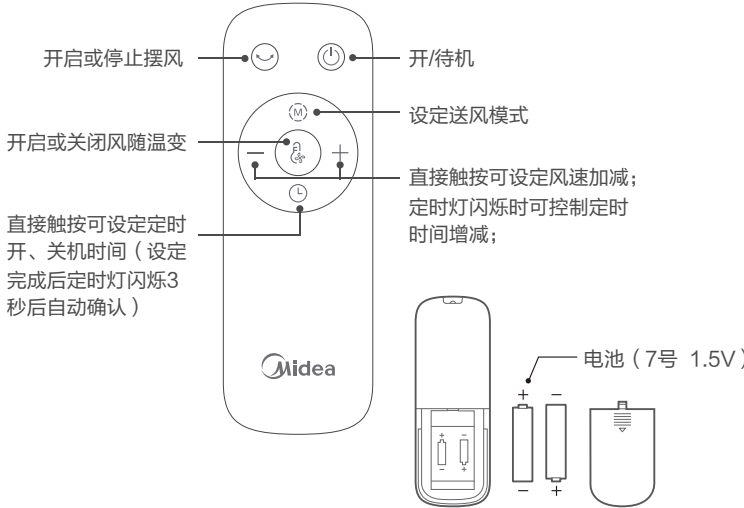 开启或停止摆风
开/待机
M
设定送风模式
开启或关闭风随温变
− +
直接触按可设定风速加减；
定时灯闪烁时可控制定时
时间增减；
直接触按可设定定时
开、关机时间（设定
完成后定时灯闪烁3
秒后自动确认）
Midea
电池（7号 1.5V）
+ −
+ −
− +
− +